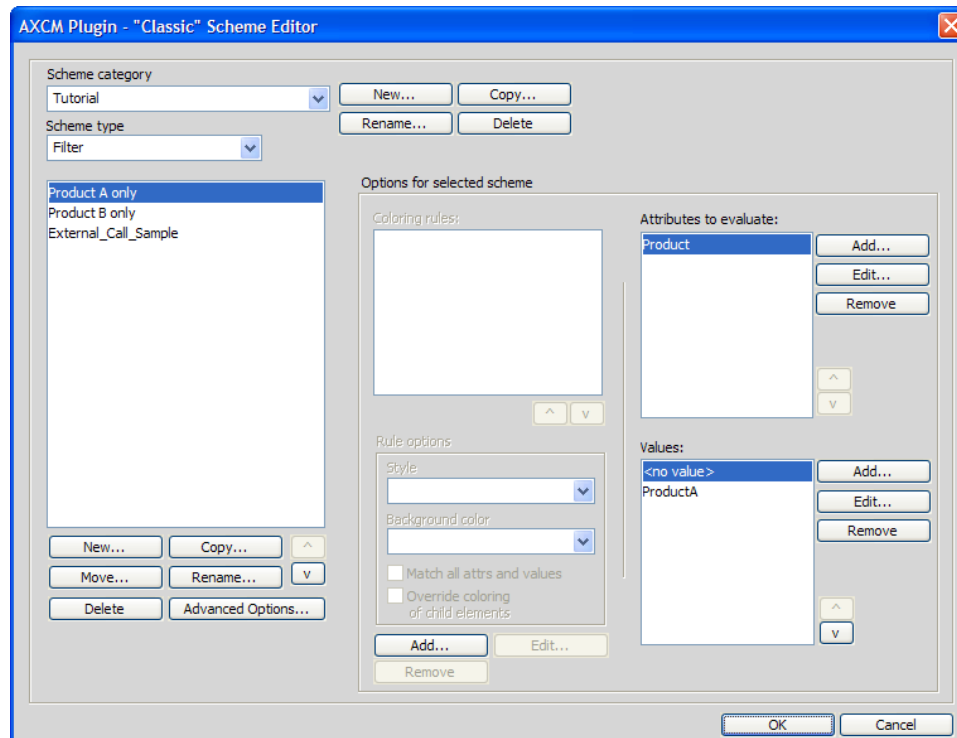 AXCM Plugin - "Classic" Scheme Editor
Scheme category
Tutorial
New...
Copy...
Rename...
Delete
Scheme type
Filter
Product A only
Product B only
External_Call_Sample
New...
Copy...
^
Move...
Rename...
v
Delete
Advanced Options...
Options for selected scheme
Coloring rules:
^
v
Rule options
Style
Background color
Match all attrs and values
Override coloring
of child elements
Add...
Edit...
Remove
Attributes to evaluate:
Product
Add...
Edit...
Remove
^
v
Values:
<no value>
ProductA
Add...
Edit...
Remove
^
v
OK
Cancel